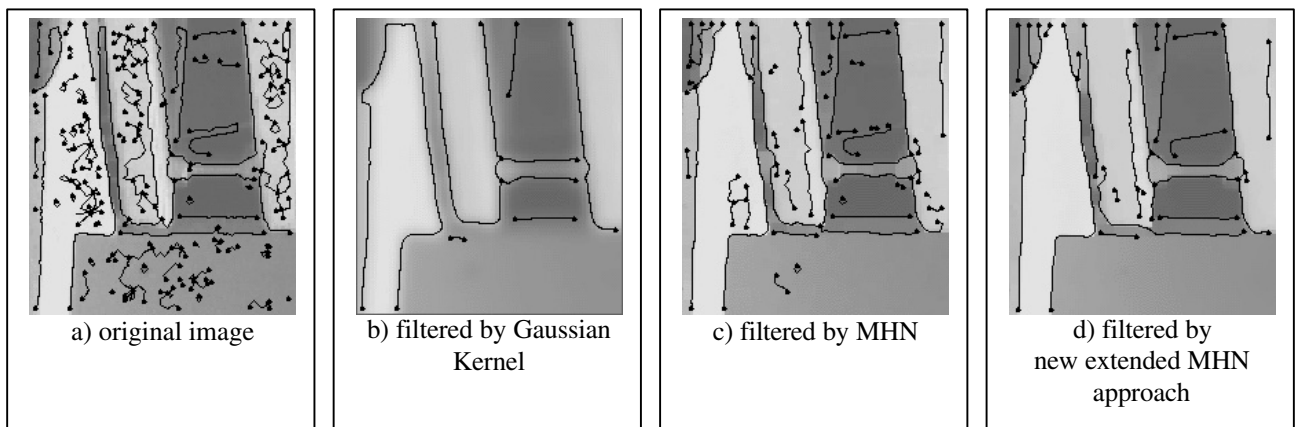 a) original image
b) filtered by Gaussian
Kernel
c) filtered by MHN
d) filtered by
new extended MHN
approach